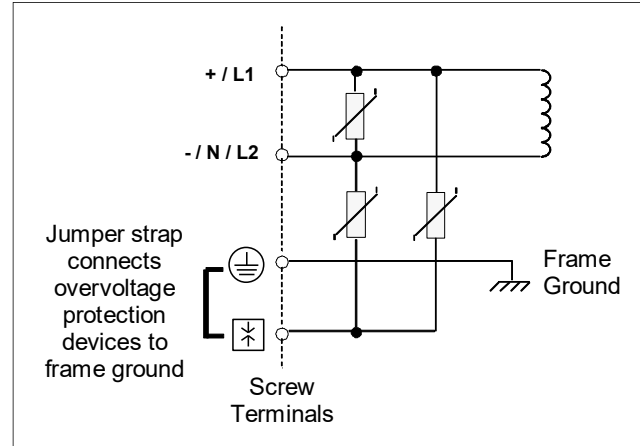 + / L1
- / N / L2
Jumper strap
connects
overvoltage
protection
devices to
frame ground
Frame
Ground
Screw
Terminals